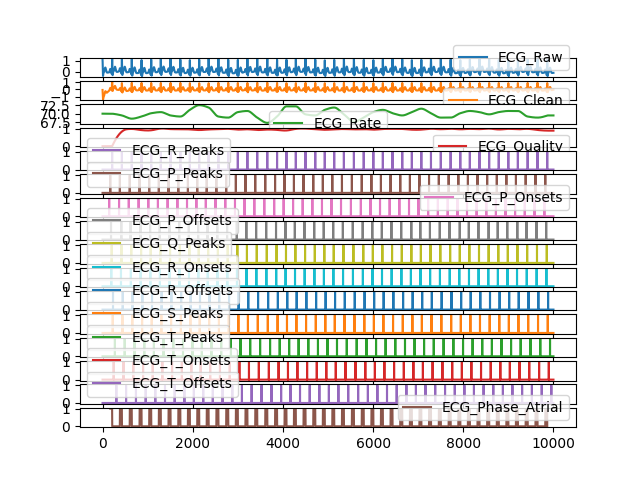 1
0
ECG_Raw
0
−1
ECG_Clean
72.5
70.0
67.5
ECG_Rate
1
0
ECG_Quality
1
0
ECG_R_Peaks
1
0
ECG_P_Peaks
1
0
ECG_P_Onsets
1
0
ECG_P_Offsets
1
0
ECG_Q_Peaks
1
0
ECG_R_Onsets
1
0
ECG_R_Offsets
1
0
ECG_S_Peaks
1
0
ECG_T_Peaks
1
0
ECG_T_Onsets
1
0
ECG_T_Offsets
1
0
ECG_Phase_Atrial
0 2000 4000 6000 8000 10000